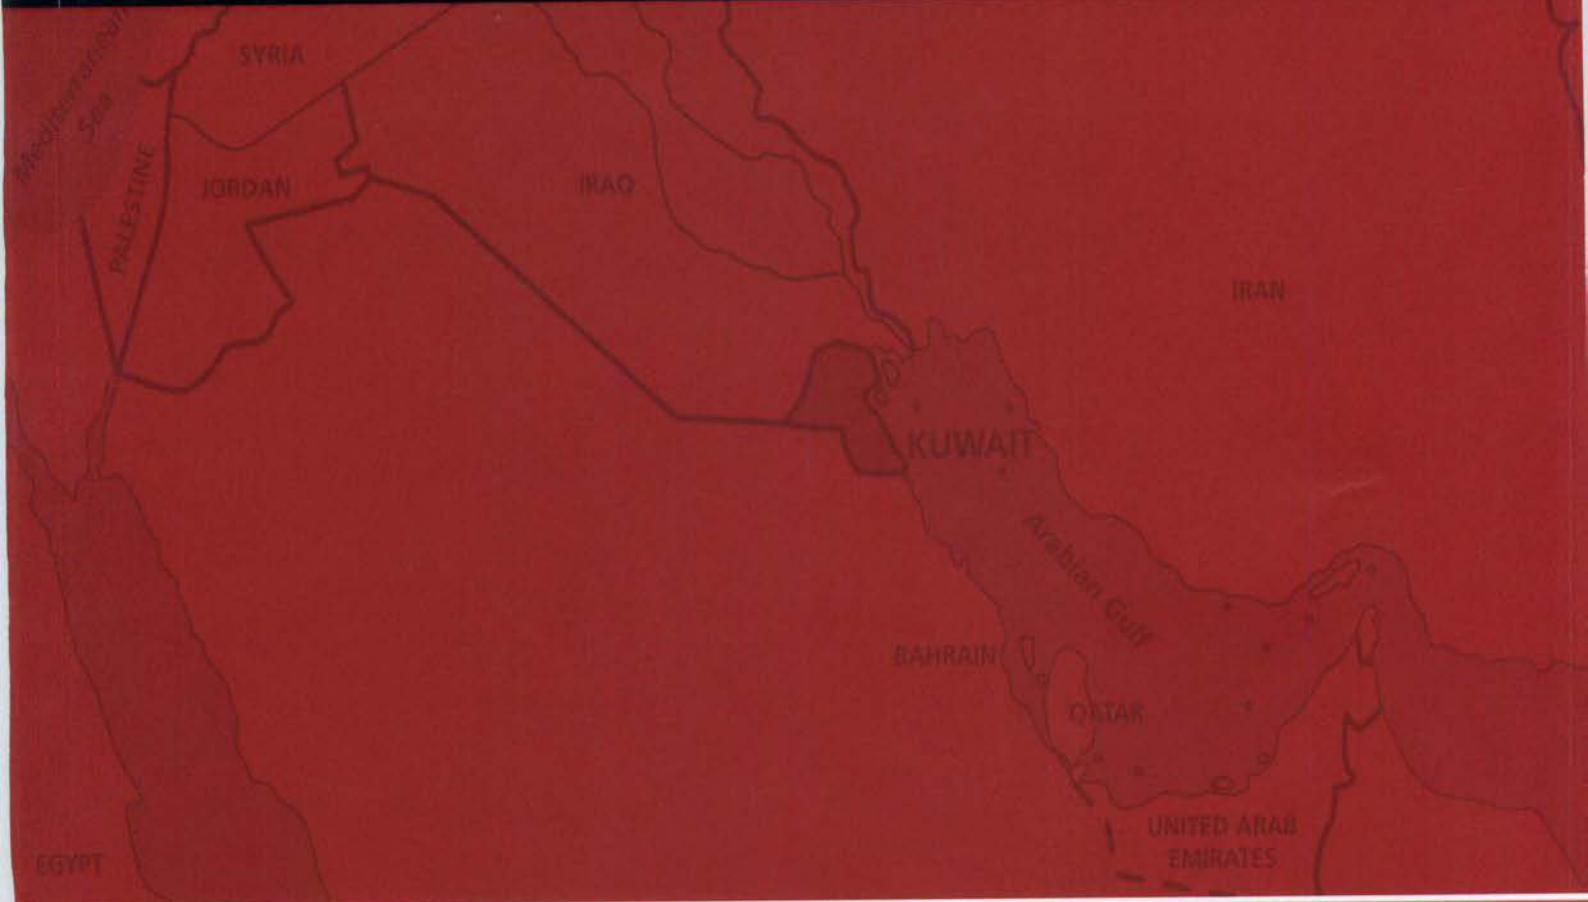 Mediterranean
Sea
SYRIA
PALESTINE
JORDAN
IRAQ
IRAN
KUWAIT
Arabian Gulf
BAHRAIN
QATAR
UNITED ARAB
EMIRATES
EGYPT